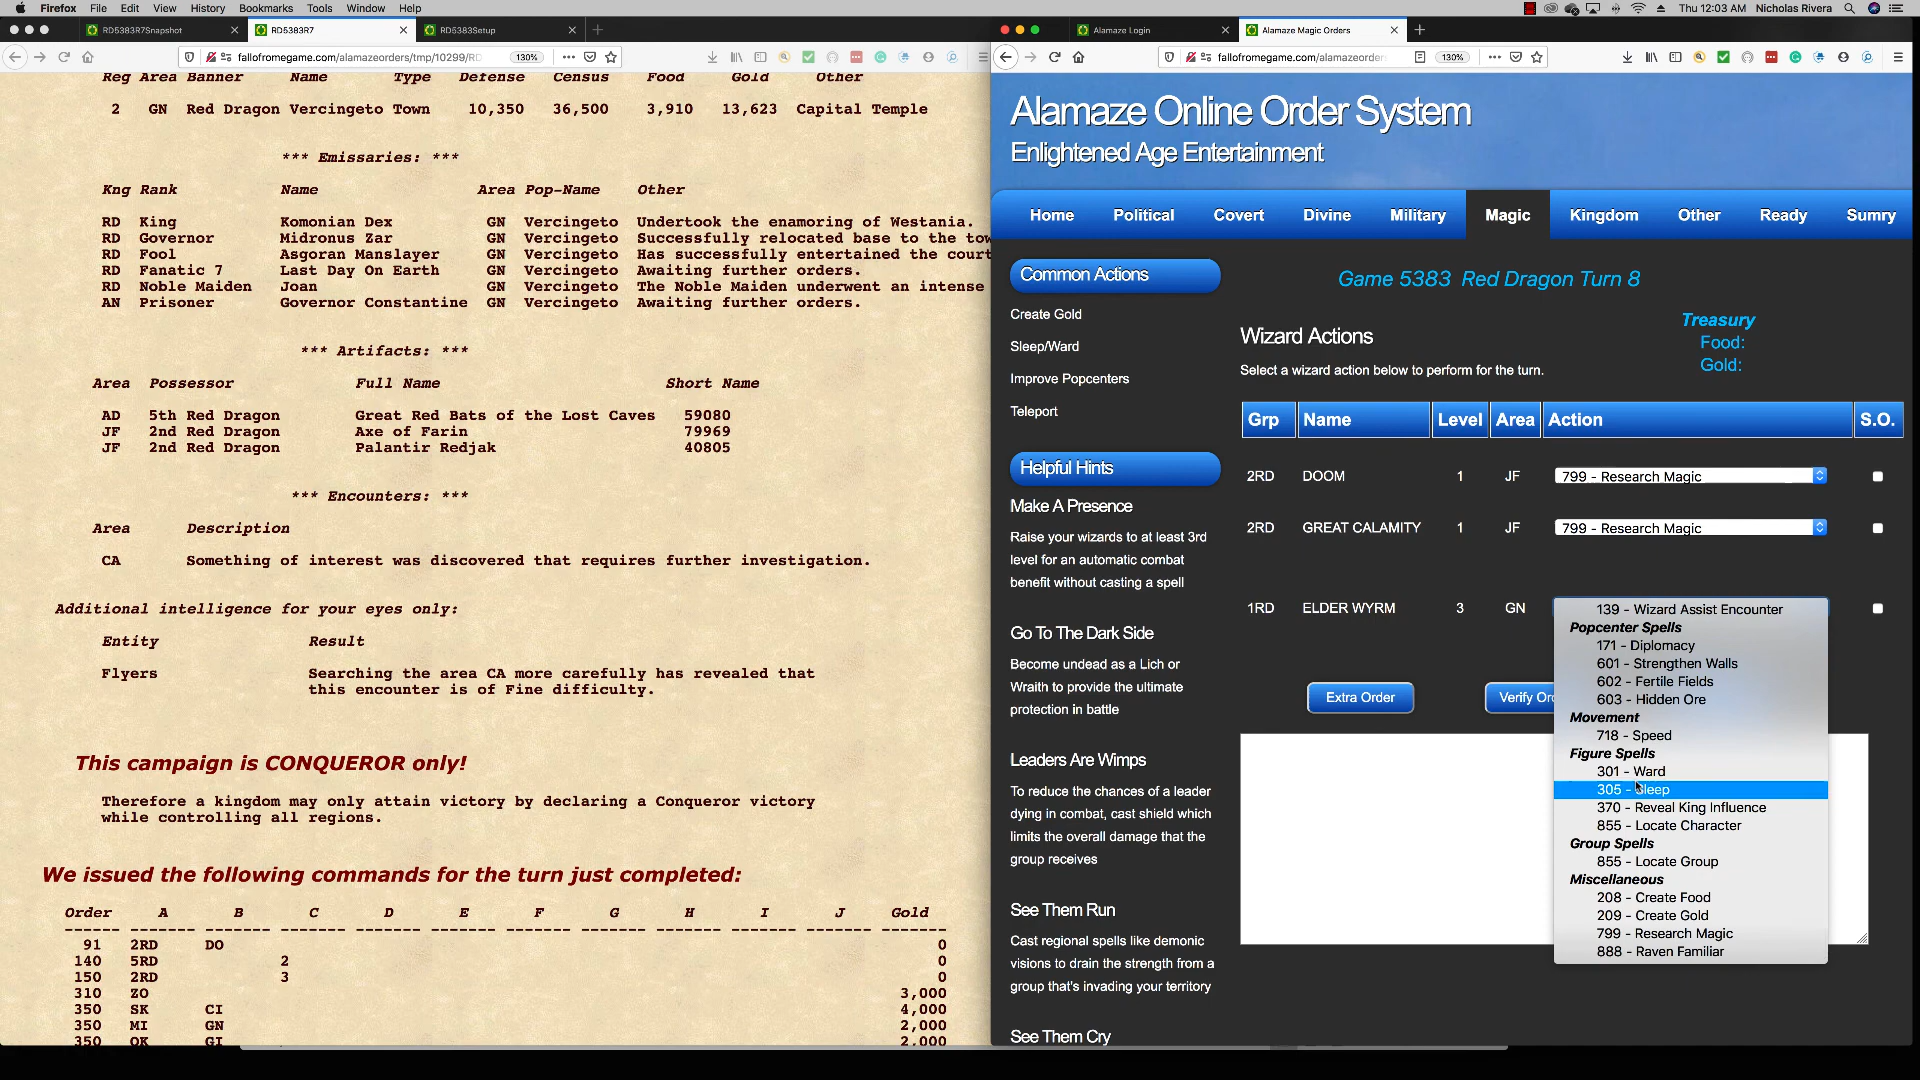 Firefox File Edit View History Bookmarks Tools Window Help
Thu 12:03 AM Nicholas Rivera
RD5383R7Snapshot
RD5383R7
RD5383Setup
fallofromegame.com/alamazeorders/tmp/10299/RD
130%
Reg Area Banner Name Type Defense Census Food Gold Other
2 GN Red Dragon Vercingeto Town 10,350 36,500 3,910 13,623 Capital Temple
*** Emissaries: ***
Kng Rank Name Area Pop-Name Other
RD King Komonian Dex GN Vercingeto Undertook the enamoring of Westania.
RD Governor Midronus Zar GN Vercingeto Successfully relocated base to the tow
RD Fool Asgoran Manslayer GN Vercingeto Has successfully entertained the court
RD Fanatic 7 Last Day On Earth GN Vercingeto Awaiting further orders.
RD Noble Maiden Joan GN Vercingeto The Noble Maiden underwent an intense
AN Prisoner Governor Constantine GN Vercingeto Awaiting further orders.
*** Artifacts: ***
Area Possessor Full Name Short Name
AD 5th Red Dragon Great Red Bats of the Lost Caves 59080
JF 2nd Red Dragon Axe of Farin 79969
JF 2nd Red Dragon Palantir Redjak 40805
*** Encounters: ***
Area Description
CA Something of interest was discovered that requires further investigation.
Additional intelligence for your eyes only:
Entity Result
Flyers Searching the area CA more carefully has revealed that
this encounter is of Fine difficulty.
This campaign is CONQUEROR only!
Therefore a kingdom may only attain victory by declaring a Conqueror victory
while controlling all regions.
We issued the following commands for the turn just completed:
Order A B C D E F G H I J Gold
91 2RD DO 0
140 5RD 2 0
150 2RD 3 0
310 ZO 3,000
350 SK CI 4,000
350 MI GN 2,000
350 OK GI 2,000
Alamaze Login
Alamaze Magic Orders
fallofromegame.com/alamazeorders
130%
Alamaze Online Order System
Enlightened Age Entertainment
Home Political Covert Divine Military Magic Kingdom Other Ready Sumry
Common Actions
Create Gold
Sleep/Ward
Improve Popcenters
Teleport
Helpful Hints
Make A Presence
Raise your wizards to at least 3rd
level for an automatic combat
benefit without casting a spell
Go To The Dark Side
Become undead as a Lich or
Wraith to provide the ultimate
protection in battle
Leaders Are Wimps
To reduce the chances of a leader
dying in combat, cast shield which
limits the overall damage that the
group receives
See Them Run
Cast regional spells like demonic
visions to drain the strength from a
group that's invading your territory
See Them Cry
Game 5383 Red Dragon Turn 8
Treasury
Food:
Gold:
Wizard Actions
Select a wizard action below to perform for the turn.
Grp Name Level Area Action S.O.
2RD DOOM 1 JF 799 - Research Magic
2RD GREAT CALAMITY 1 JF 799 - Research Magic
1RD ELDER WYRM 3 GN
Extra Order
Verify Or
139 - Wizard Assist Encounter
Popcenter Spells
171 - Diplomacy
601 - Strengthen Walls
602 - Fertile Fields
603 - Hidden Ore
Movement
718 - Speed
Figure Spells
301 - Ward
305 - Sleep
370 - Reveal King Influence
855 - Locate Character
Group Spells
855 - Locate Group
Miscellaneous
208 - Create Food
209 - Create Gold
799 - Research Magic
888 - Raven Familiar